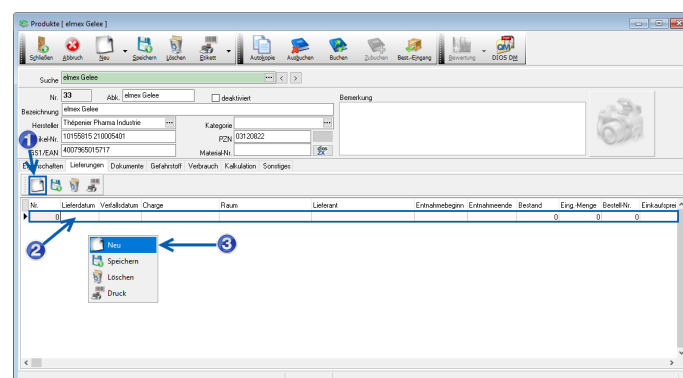 Produkte [ elmex Gelee ]
Schließen Abbruch Neu Speichern Löschen Etikett Autokopie Ausbuchen Buchen Zubuchen Best.-Eingang Bewertung DIOS DM
Suche elmex Gelee ... < >
Nr. 33 Abk. elmex Gelee deaktiviert Bemerkung
Bezeichnung elmex Gelee
Hersteller Thépenier Pharma Industrie ... Kategorie ...
1 ikel-Nr. 10155815 210005401 PZN 03120822
GS1/EAN 4007965015717 Material-Nr. dios ZX
Eigenschaften Lieferungen Dokumente Gefahrstoff Verbrauch Kalkulation Sonstiges
Nr. Lieferdatum Verfallsdatum Charge Raum Lieferant Entnahmebeginn Entnahmeende Bestand Eing.-Menge Bestell-Nr. Einkaufsprei
0 0 0 0
2
Neu 3
Speichern
Löschen
Druck